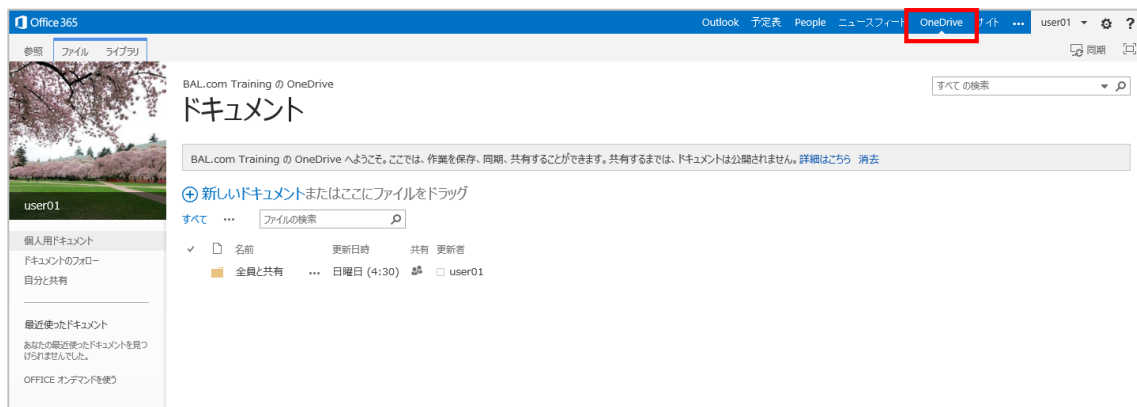 Office 365
Outlook 予定表 People ニュースフィード OneDrive サイト ••• user01 ?
参照 ファイル ライブラリ 同期
BAL.com Training の OneDrive
すべて の検索
ドキュメント
BAL.com Training の OneDrive へようこそ。ここでは、作業を保存、同期、共有することができます。共有するまでは、ドキュメントは公開されません。詳細はこちら 消去
新しいドキュメントまたはここにファイルをドラッグ
すべて ••• ファイルの検索
名前 更新日時 共有 更新者
全員と共有 ••• 日曜日 (4:30) user01
user01
個人用ドキュメント
ドキュメントのフォロー
自分と共有
最近使ったドキュメント
あなたの最近使ったドキュメントを見つ
けられませんでした。
OFFICE オンデマンドを使う